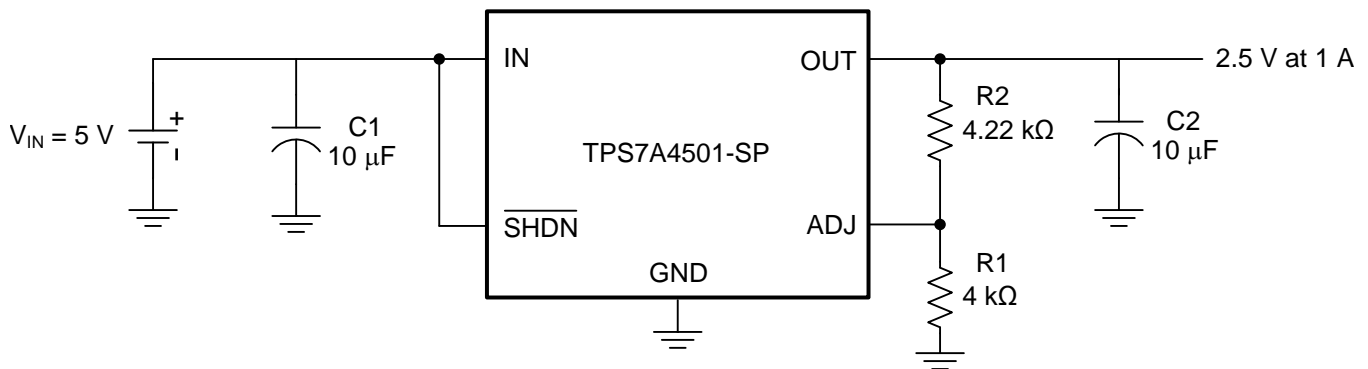 V_IN = 5 V
+
-
C1
10 μF
IN
SHDN
TPS7A4501-SP
GND
OUT
ADJ
R2
4.22 kΩ
R1
4 kΩ
C2
10 μF
2.5 V at 1 A